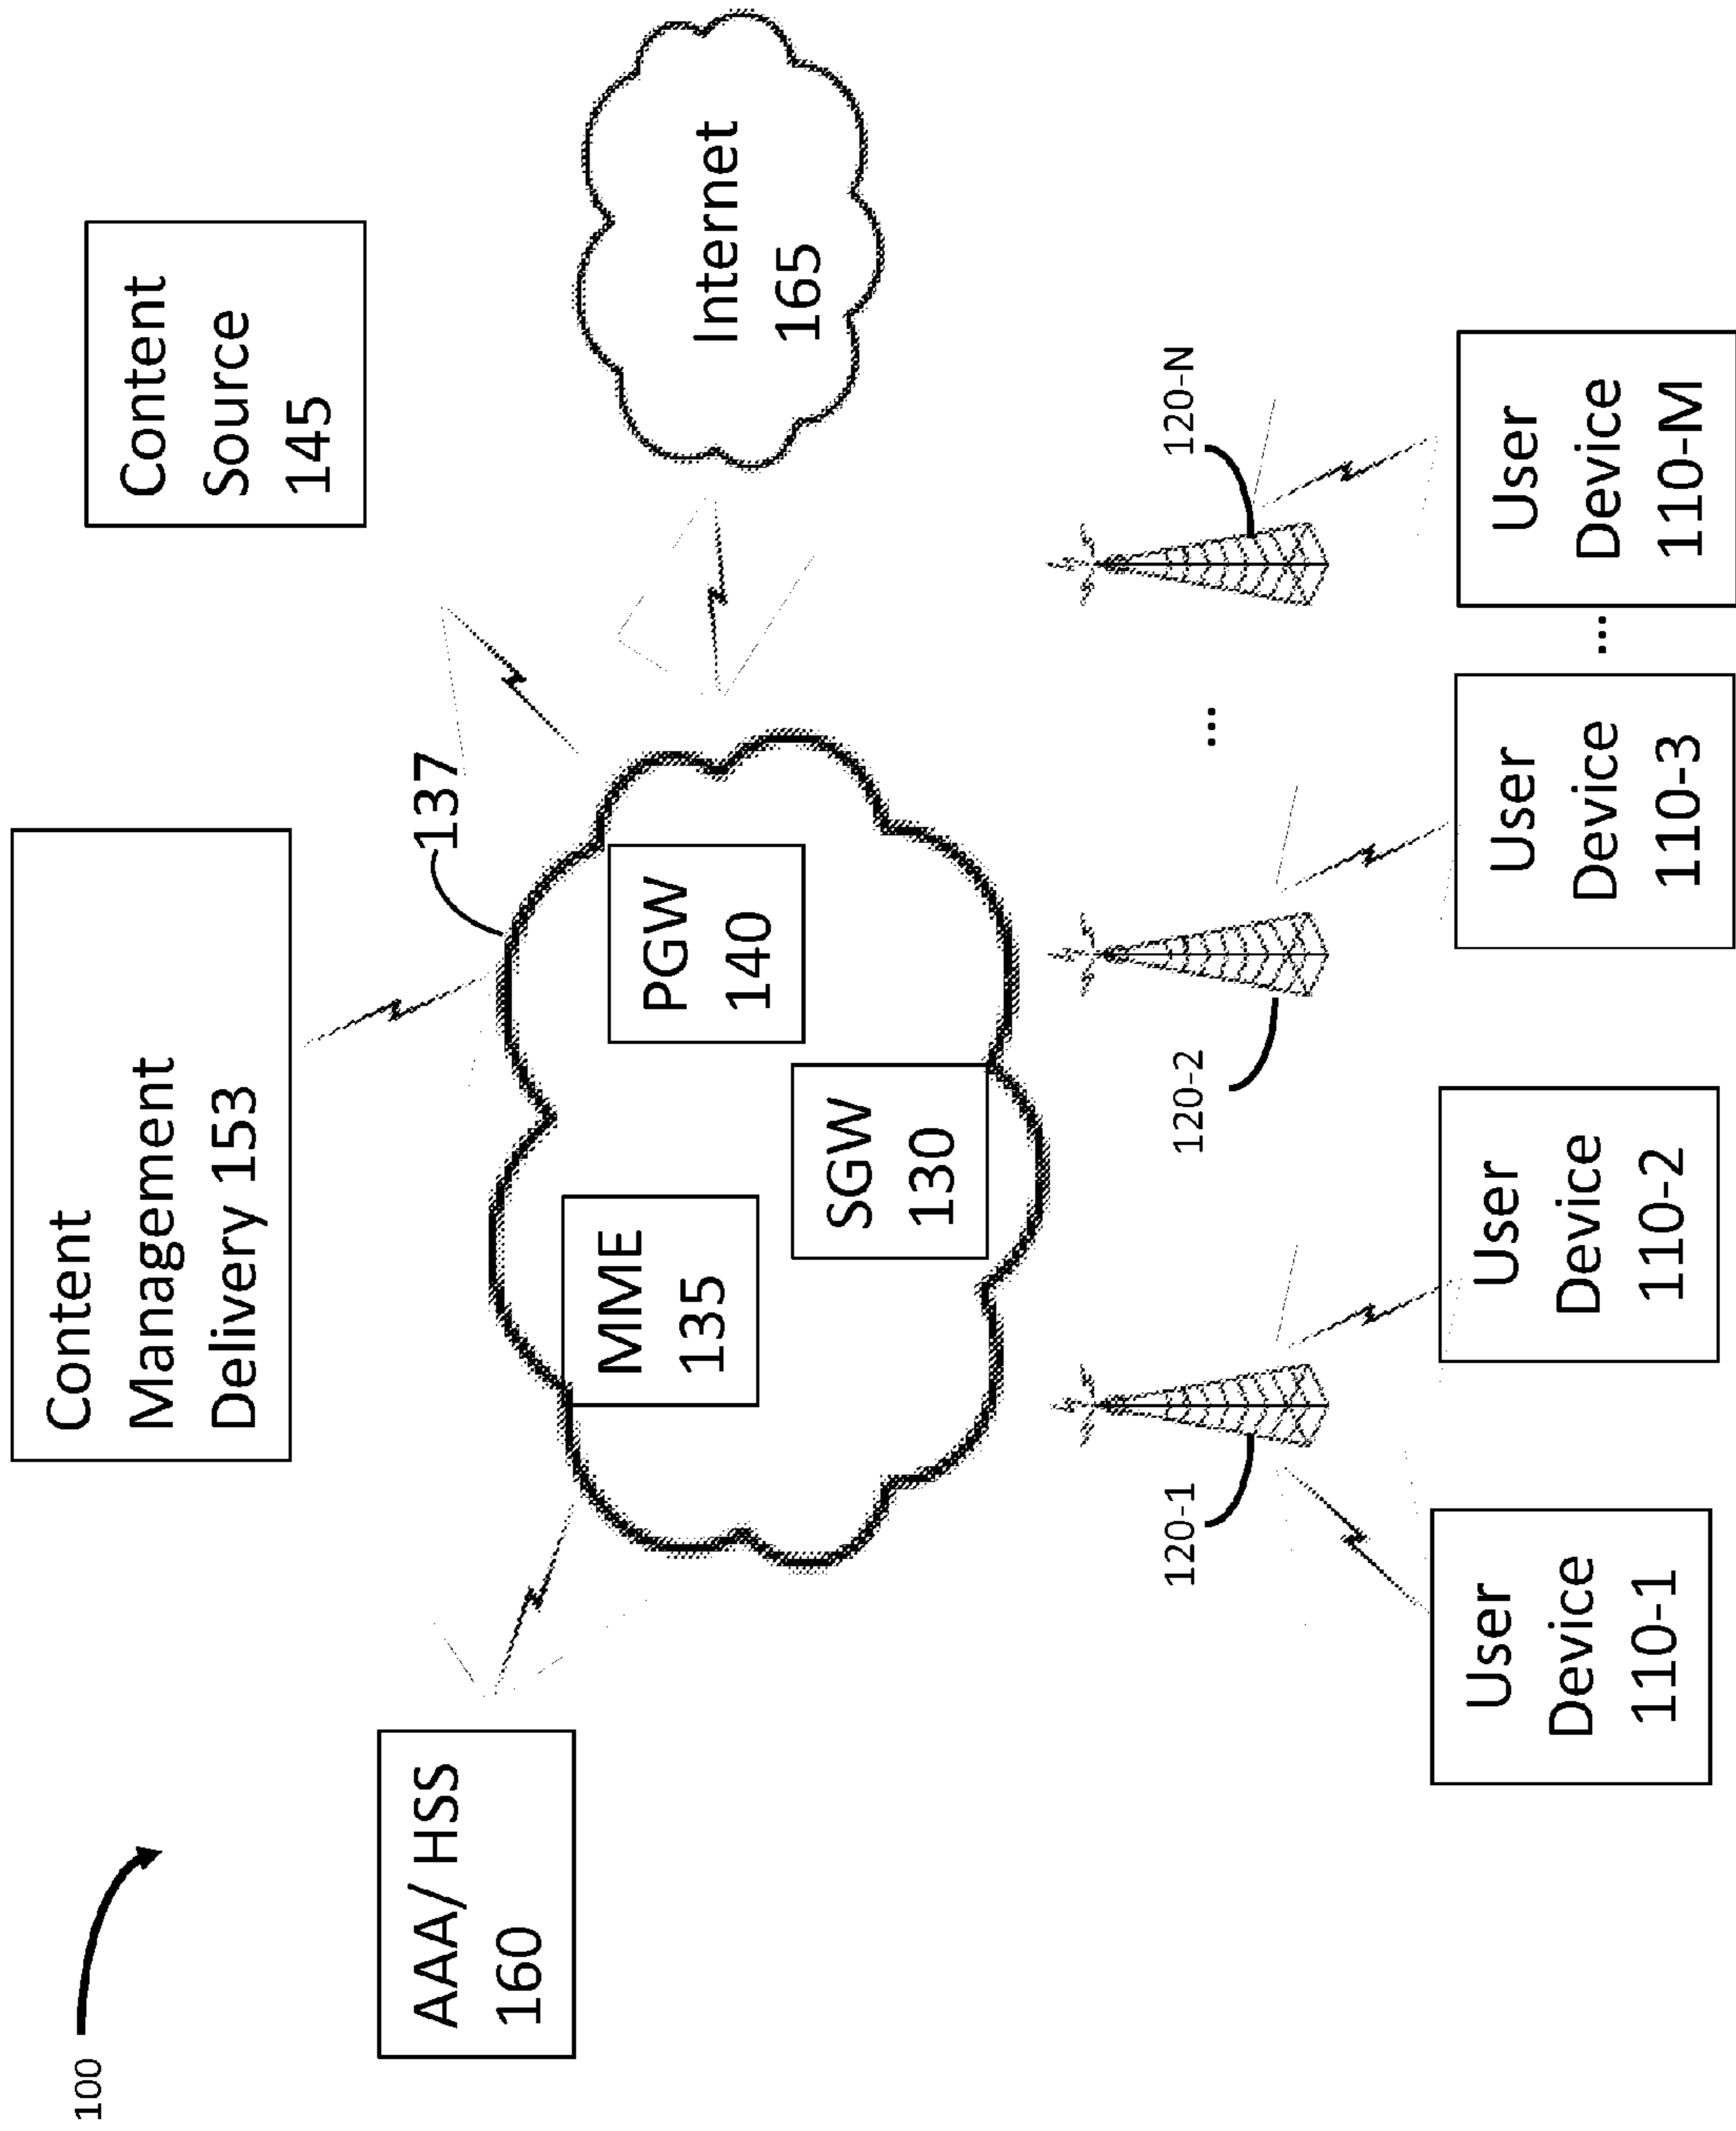 100
Content
Management
Delivery 153
Content
Source
145
AAA/ HSS
160
137
MME
135
PGW
140
SGW
130
Internet
165
120-1
120-2
...
120-N
User
Device
110-1
User
Device
110-2
User
Device
110-3
...
User
Device
110-M